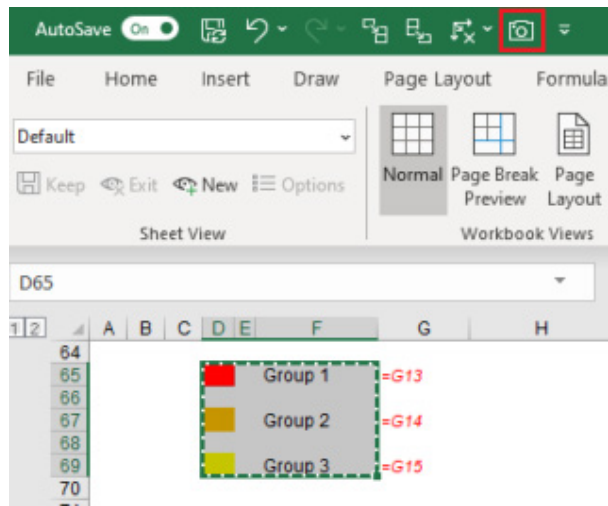 AutoSave On
File Home Insert Draw Page Layout Formula
Default
Keep Exit New Options
Normal Page Break Preview Page Layout
Sheet View Workbook Views
D65
1 2 A B C D E F G H
64
65 Group 1 =G13
66
67 Group 2 =G14
68
69 Group 3 =G15
70